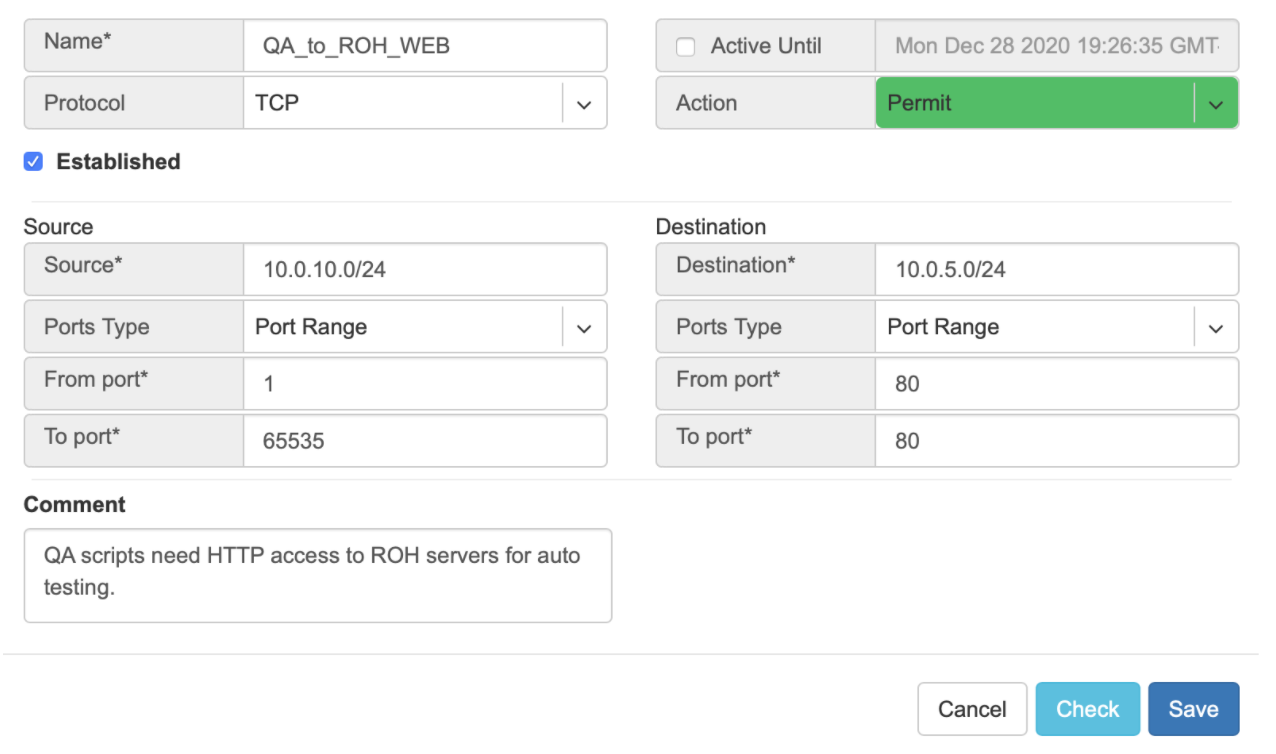 Name* QA_to_ROH_WEB Active Until Mon Dec 28 2020 19:26:35 GMT-
Protocol TCP Action Permit
Established
Source Destination
Source* 10.0.10.0/24 Destination* 10.0.5.0/24
Ports Type Port Range Ports Type Port Range
From port* 1 From port* 80
To port* 65535 To port* 80
Comment
QA scripts need HTTP access to ROH servers for auto
testing.
Cancel Check Save